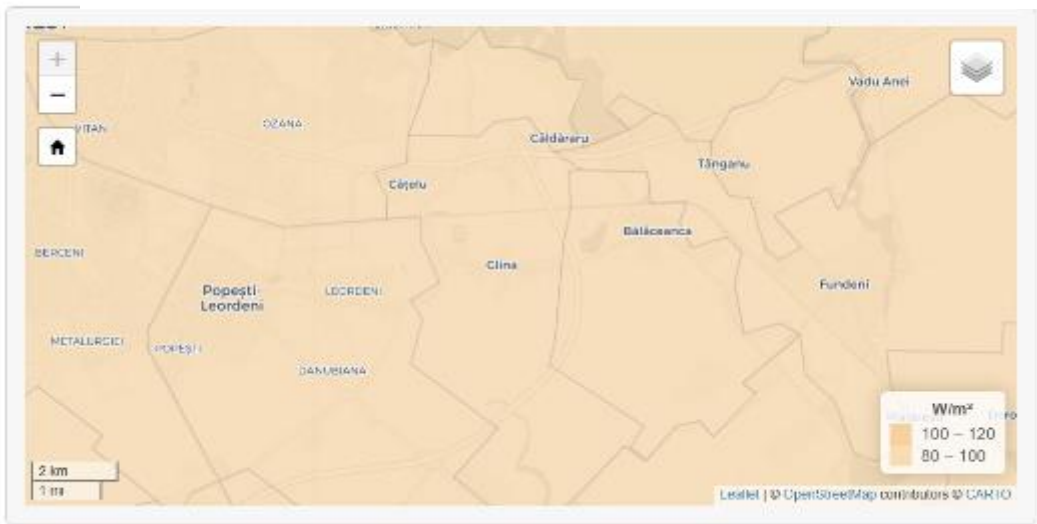 +
−
Vadu Anei
VITAN
OZANA
Căldăraru
Tânganu
Cățelu
Bălăceanca
BERCENI
Glina
Fundeni
Popești
Leordeni
LEORDENI
METALURGIEI
POPEȘTI
DANUBIANA
W/m²
100 – 120
80 – 100
2 km
1 mi
Leaflet | © OpenStreetMap contributors © CARTO